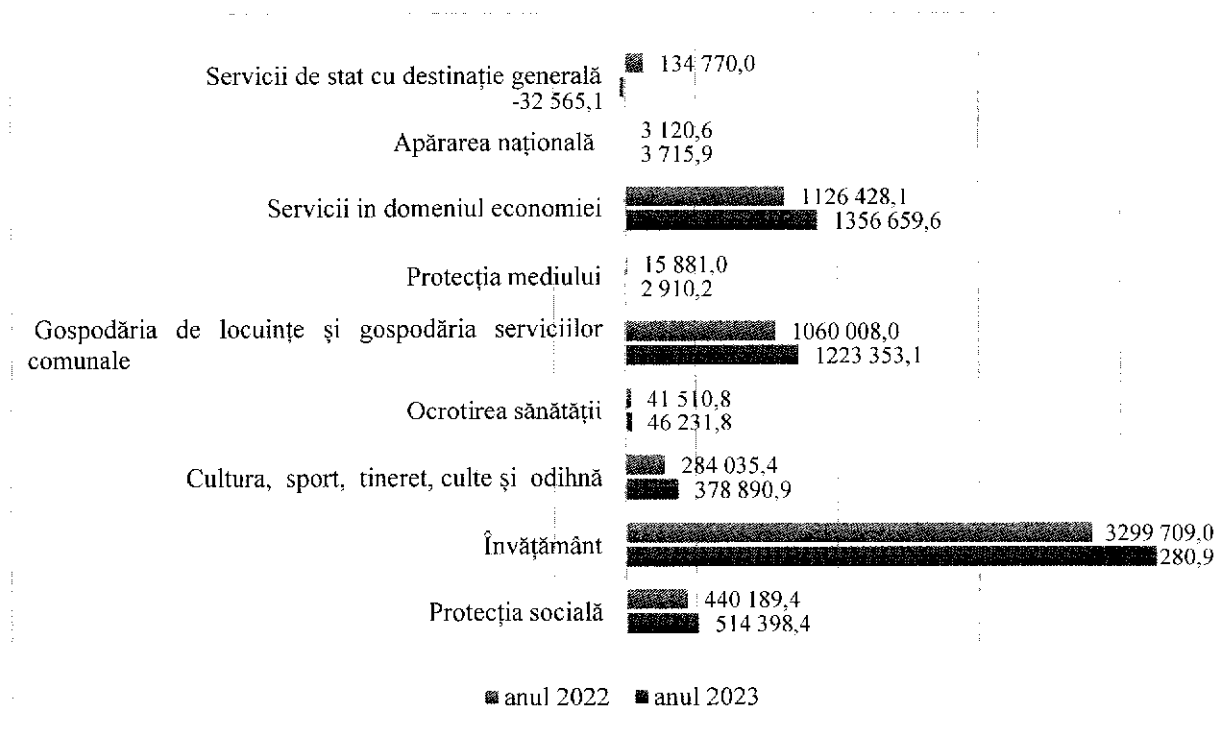 Servicii de stat cu destinație generală
134 770,0
-32 565,1
Apărarea națională
3 120,6
3 715,9
Servicii in domeniul economiei
1126 428,1
1356 659,6
Protecția mediului
15 881,0
2 910,2
Gospodăria de locuințe și gospodăria serviciilor
comunale
1060 008,0
1223 353,1
Ocrotirea sănătății
41 510,8
46 231,8
Cultura, sport, tineret, culte și odihnă
284 035,4
378 890,9
Învățământ
3299 709,0
280,9
Protecția socială
440 189,4
514 398,4
anul 2022 anul 2023